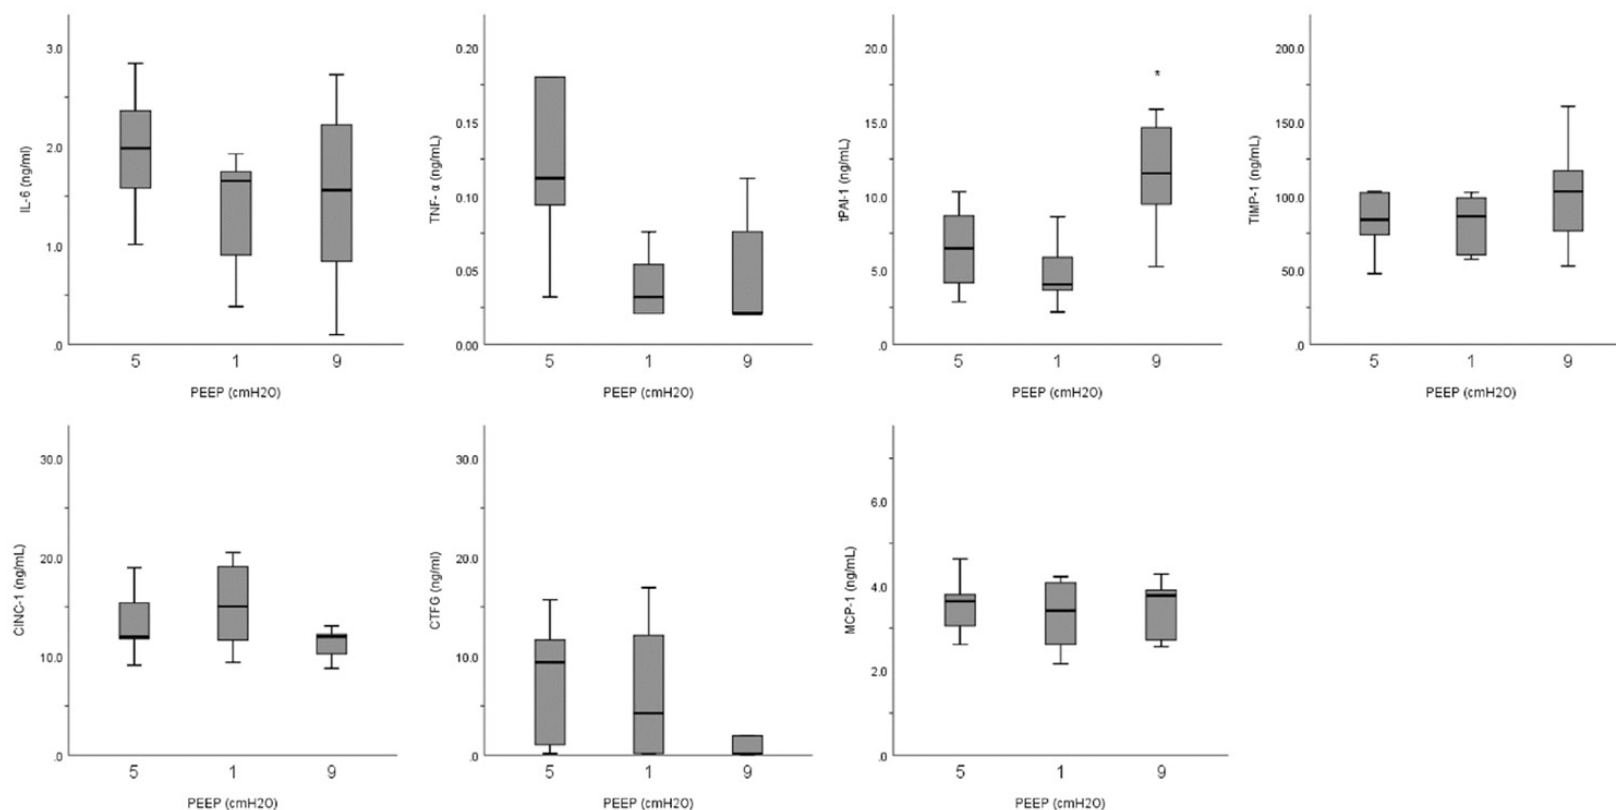 IL-6 (ng/ml)
3.0
2.0
1.0
.0
5 1 9
PEEP (cmH2O)
TNF- α (ng/mL)
0.20
0.15
0.10
0.05
0.00
5 1 9
PEEP (cmH2O)
tPAI-1 (ng/mL)
20.0
15.0
10.0
5.0
.0
*
5 1 9
PEEP (cmH2O)
TIMP-1 (ng/mL)
200.0
150.0
100.0
50.0
.0
5 1 9
PEEP (cmH2O)
CINC-1 (ng/mL)
30.0
20.0
10.0
.0
5 1 9
PEEP (cmH2O)
CTFG (ng/ml)
30.0
20.0
10.0
.0
5 1 9
PEEP (cmH2O)
MCP-1 (ng/mL)
6.0
4.0
2.0
.0
5 1 9
PEEP (cmH2O)